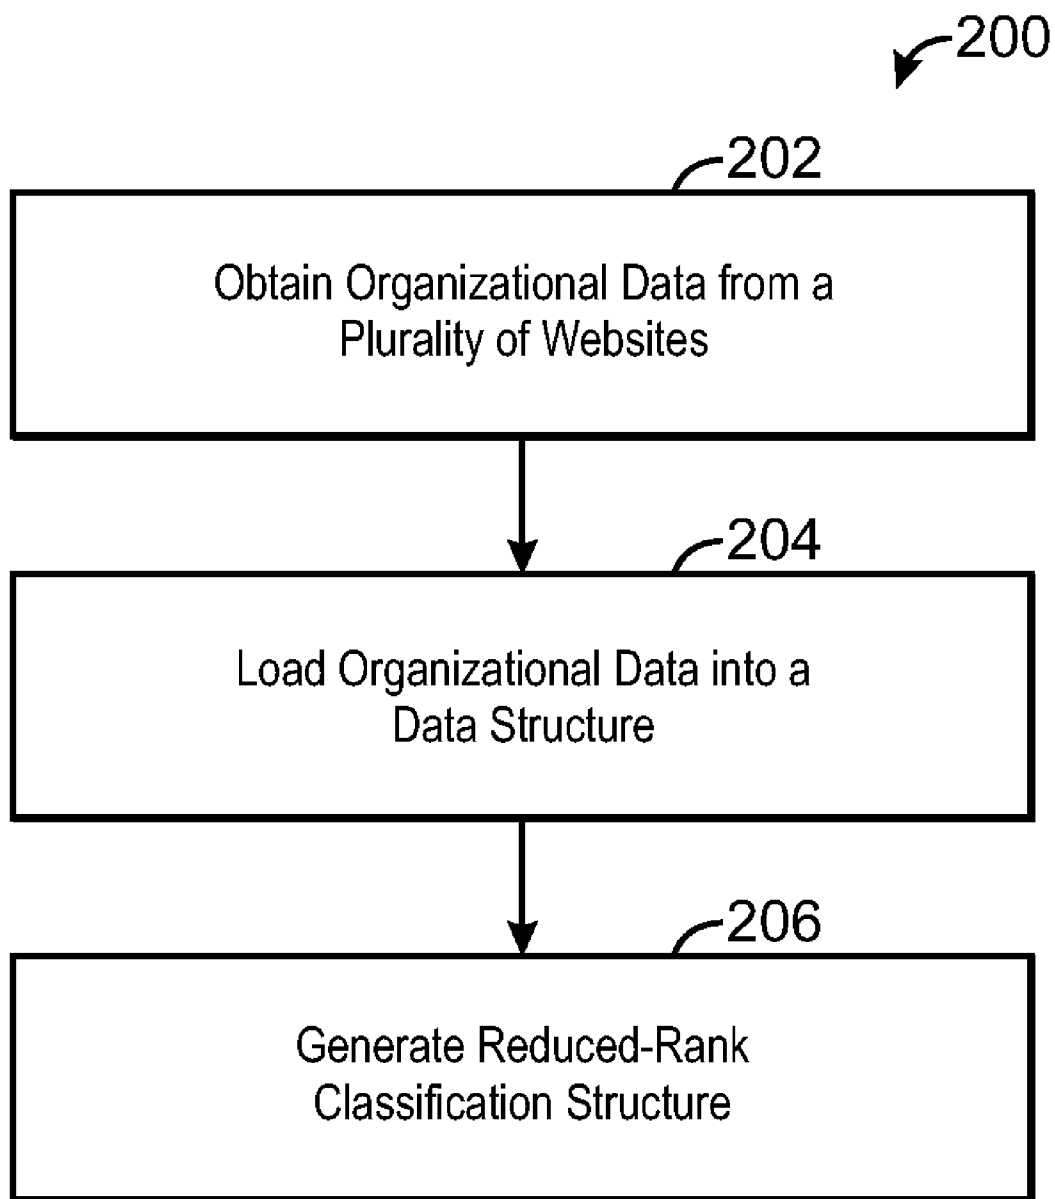 200
202
Obtain Organizational Data from a
Plurality of Websites
204
Load Organizational Data into a
Data Structure
206
Generate Reduced-Rank
Classification Structure